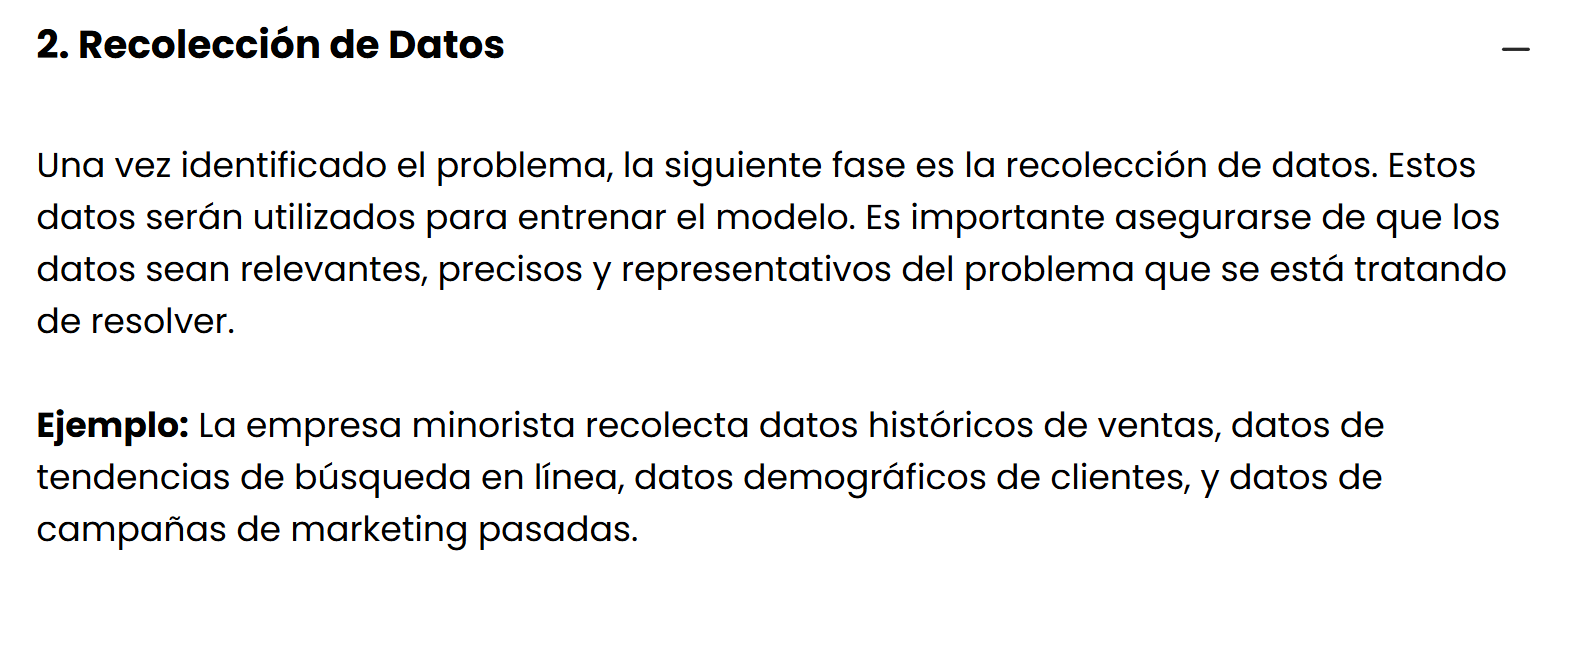 2. Recolección de Datos
Una vez identificado el problema, la siguiente fase es la recolección de datos. Estos
datos serán utilizados para entrenar el modelo. Es importante asegurarse de que los
datos sean relevantes, precisos y representativos del problema que se está tratando
de resolver.
Ejemplo: La empresa minorista recolecta datos históricos de ventas, datos de
tendencias de búsqueda en línea, datos demográficos de clientes, y datos de
campañas de marketing pasadas.